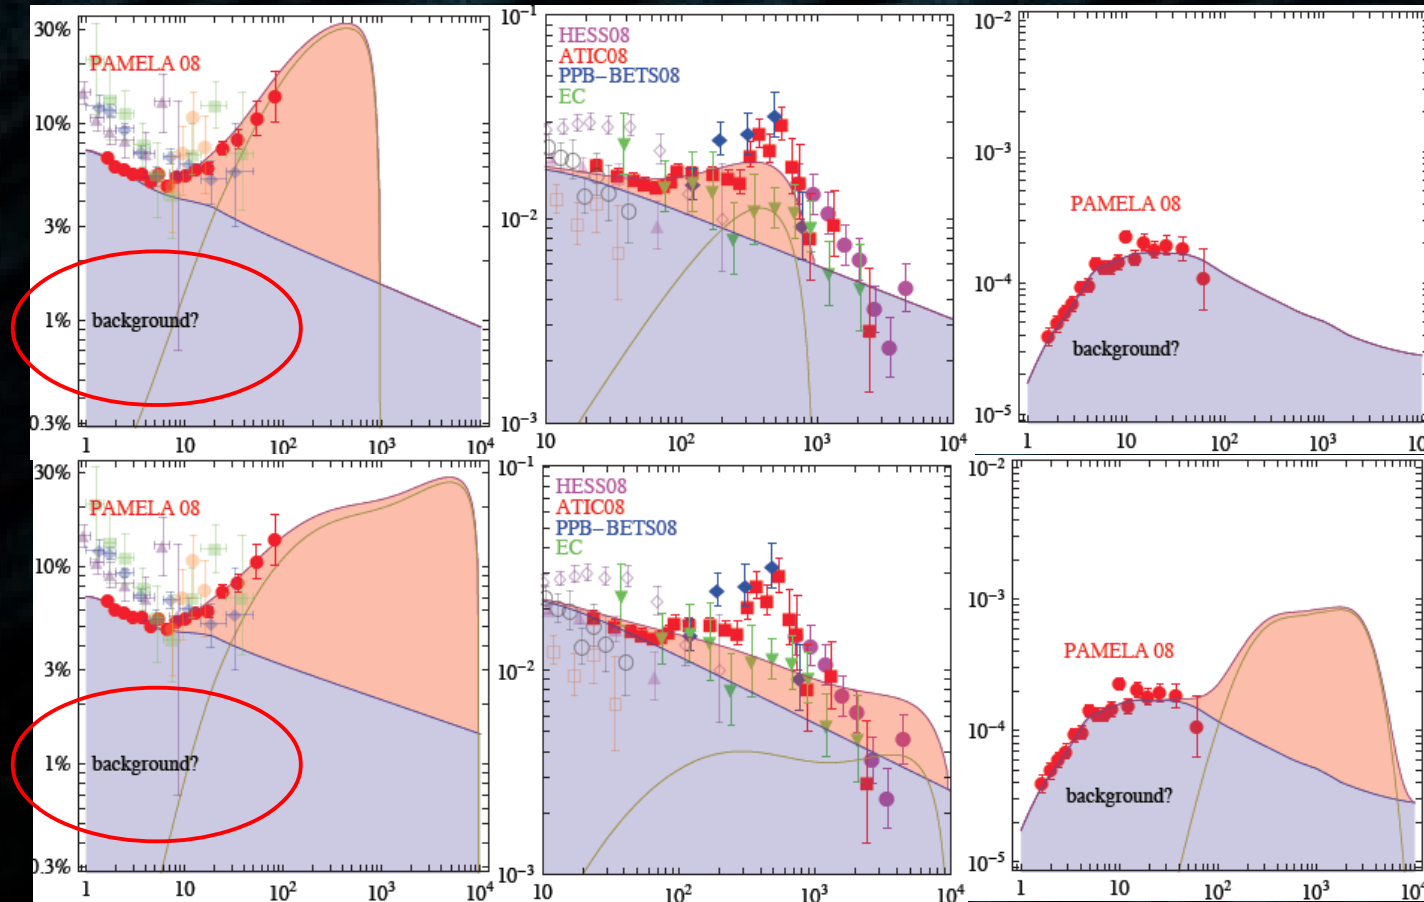 30%
10%
3%
1%
0.3%
PAMELA 08
background?
1 10 10² 10³ 10⁴
10⁻¹
10⁻²
10⁻³
HESS08
ATIC08
PPB–BETS08
EC
10 10² 10³ 10⁴
10⁻²
10⁻³
10⁻⁴
10⁻⁵
PAMELA 08
background?
1 10 10² 10³ 10
30%
10%
3%
1%
0.3%
PAMELA 08
background?
1 10 10² 10³ 10⁴
10⁻¹
10⁻²
10⁻³
HESS08
ATIC08
PPB–BETS08
EC
10 10² 10³ 10⁴
10⁻²
10⁻³
10⁻⁴
10⁻⁵
PAMELA 08
background?
1 10 10² 10³ 10⁴